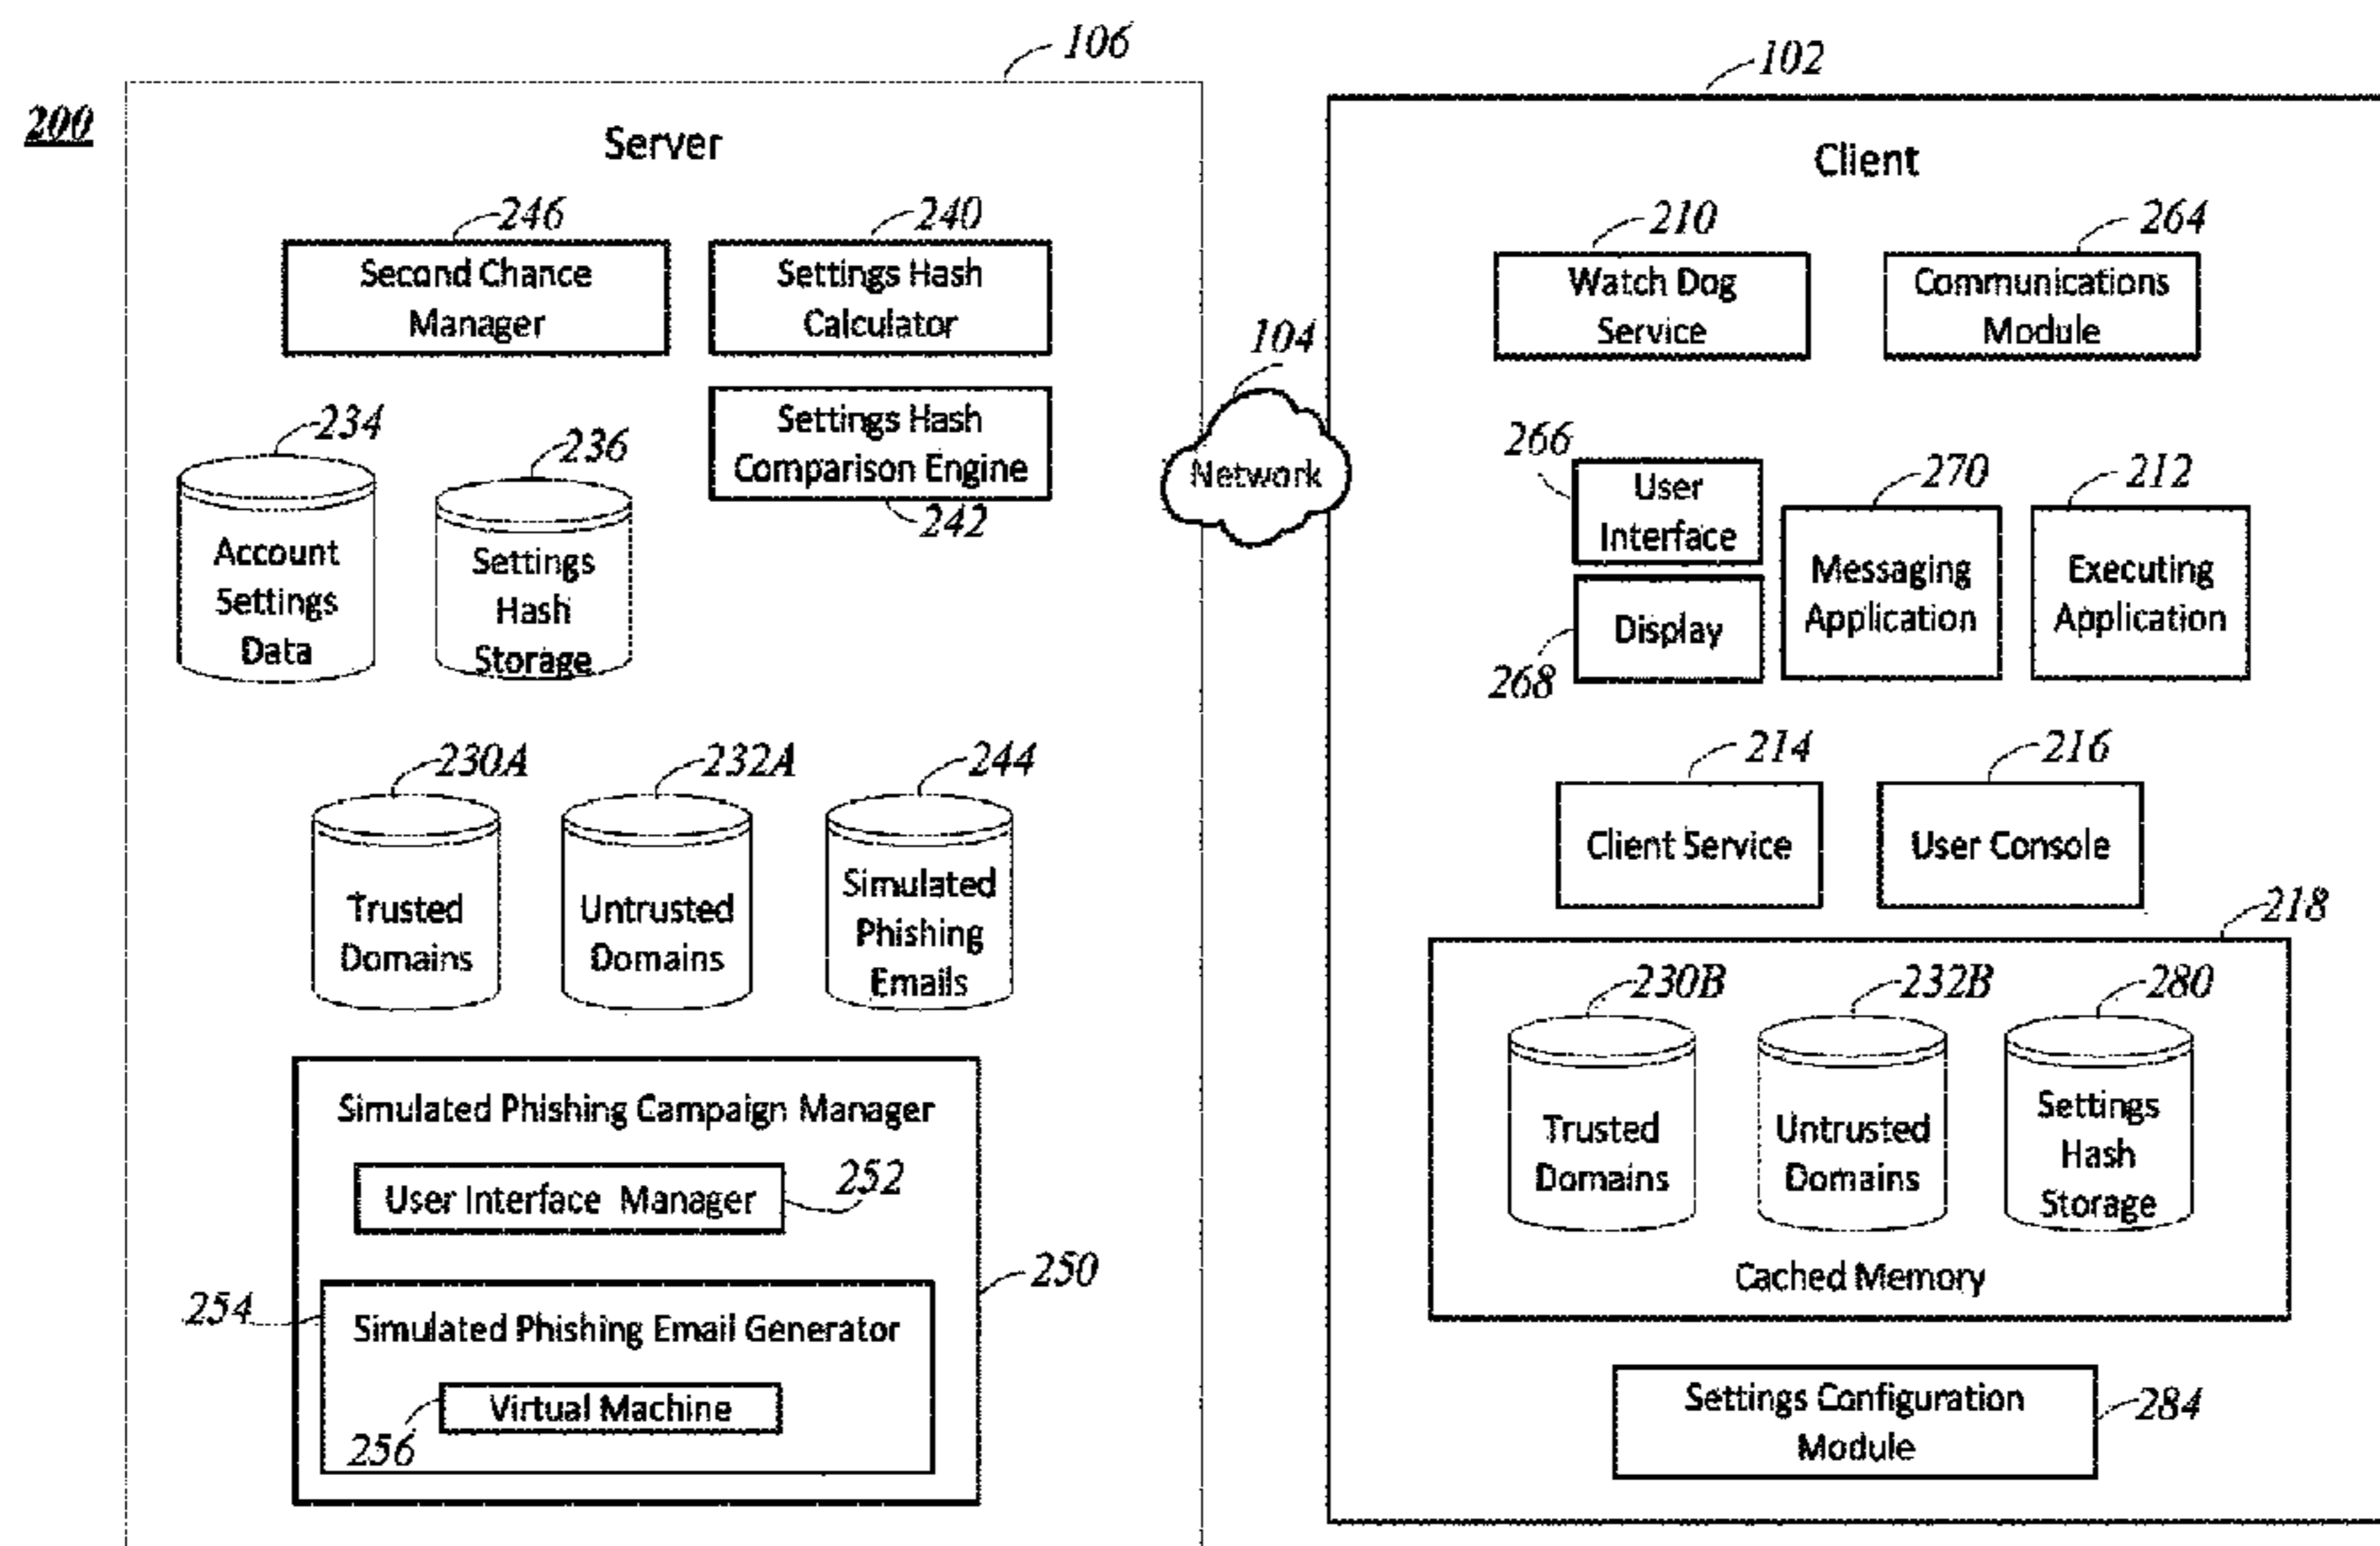 200
106
Server
246
Second Chance
Manager
240
Settings Hash
Calculator
Settings Hash
Comparison Engine
242
234
Account
Settings
Data
236
Settings
Hash
Storage
230A
Trusted
Domains
232A
Untrusted
Domains
244
Simulated
Phishing
Emails
Simulated Phishing Campaign Manager
User Interface Manager
252
250
254
Simulated Phishing Email Generator
Virtual Machine
256
104
Network
102
Client
210
Watch Dog
Service
264
Communications
Module
266
User
Interface
Display
268
270
Messaging
Application
212
Executing
Application
214
Client Service
216
User Console
218
230B
Trusted
Domains
232B
Untrusted
Domains
280
Settings
Hash
Storage
Cached Memory
Settings Configuration
Module
284